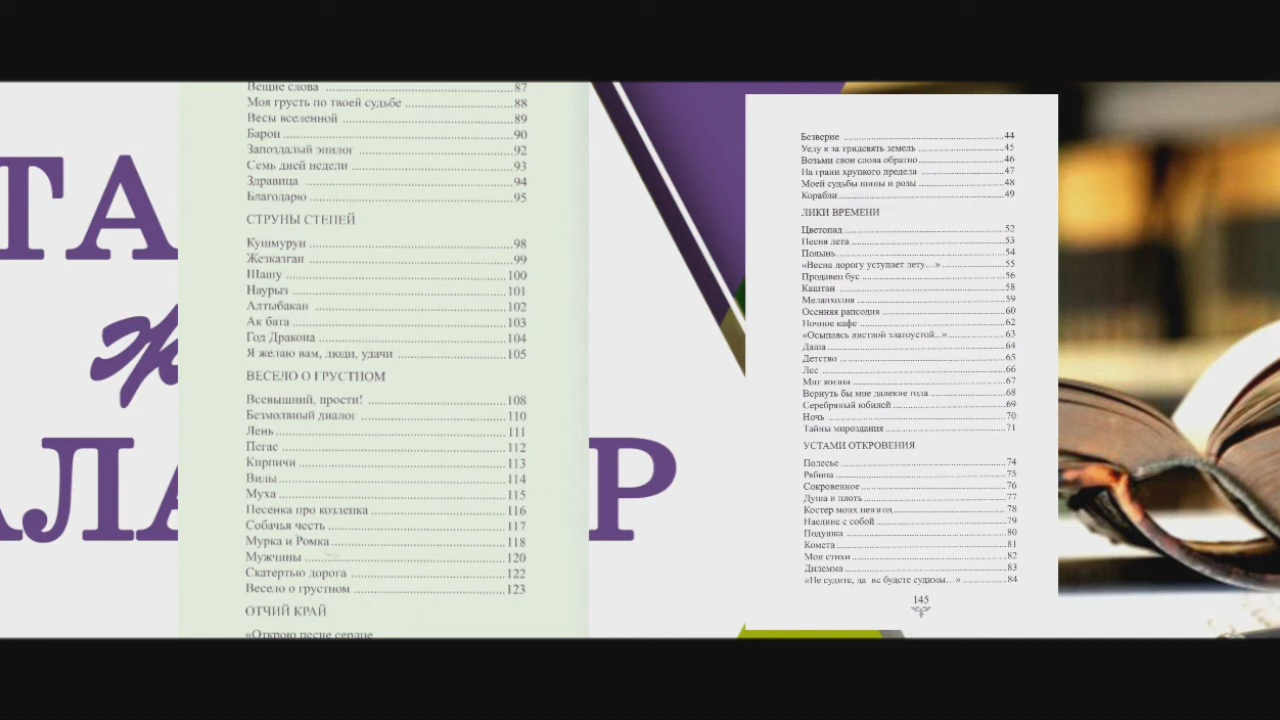 ТА
АЛА
Р
Вещие слова 87
Моя грусть по твоей судьбе 88
Весы вселенной 89
Барон 90
Запоздалый эпилог 92
Семь дней недели 93
Здравица 94
Благодарю 95
СТРУНЫ СТЕПЕЙ
Кушмурун 98
Жезказган 99
Шашу 100
Наурыз 101
Алтыбакан 102
Ак бата 103
Год Дракона 104
Я желаю вам, люди, удачи 105
ВЕСЕЛО О ГРУСТНОМ
Всевышний, прости! 108
Безмолвный диалог 110
Лень 111
Пегас 112
Кирпичи 113
Вилы 114
Муха 115
Песенка про козленка 116
Собачья честь 117
Мурка и Ромка 118
Мужчины 120
Скатертью дорога 122
Весело о грустном 123
ОТЧИЙ КРАЙ
«Открою песне сердце
Безверие 44
Уеду я за тридевять земель 45
Возьми свои слова обратно 46
На грани хрупкого предела 47
Моей судьбы шипы и розы 48
Корабли 49
ЛИКИ ВРЕМЕНИ
Цветопад 52
Песня лета 53
Полынь 54
«Весна дорогу уступает лету…» 55
Продавец бус 56
Каштан 58
Меланхолия 59
Осенняя рапсодия 60
Ночное кафе 62
«Осыпаясь листвой златоустой...» 63
Даша 64
Детство 65
Лес 66
Миг жизни 67
Вернуть бы мне далекие года 68
Серебряный юбилей 69
Ночь 70
Тайны мироздания 71
УСТАМИ ОТКРОВЕНИЯ
Полесье 74
Рябина 75
Сокровенное 76
Душа и плоть 77
Костер моих невзгод 78
Наедине с собой 79
Подушка 80
Комета 81
Мои стихи 82
Дилемма 83
«Не судите, да не будете судимы…» 84
145